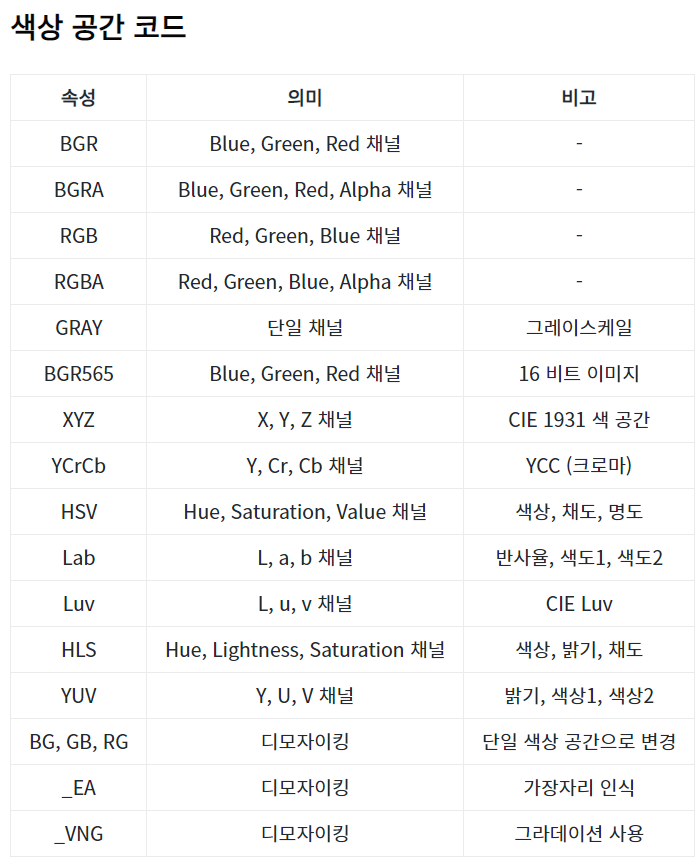 색상 공간 코드
속성 의미 비고
BGR Blue, Green, Red 채널 -
BGRA Blue, Green, Red, Alpha 채널 -
RGB Red, Green, Blue 채널 -
RGBA Red, Green, Blue, Alpha 채널 -
GRAY 단일 채널 그레이스케일
BGR565 Blue, Green, Red 채널 16 비트 이미지
XYZ X, Y, Z 채널 CIE 1931 색 공간
YCrCb Y, Cr, Cb 채널 YCC (크로마)
HSV Hue, Saturation, Value 채널 색상, 채도, 명도
Lab L, a, b 채널 반사율, 색도1, 색도2
Luv L, u, v 채널 CIE Luv
HLS Hue, Lightness, Saturation 채널 색상, 밝기, 채도
YUV Y, U, V 채널 밝기, 색상1, 색상2
BG, GB, RG 디모자이킹 단일 색상 공간으로 변경
_EA 디모자이킹 가장자리 인식
_VNG 디모자이킹 그라데이션 사용